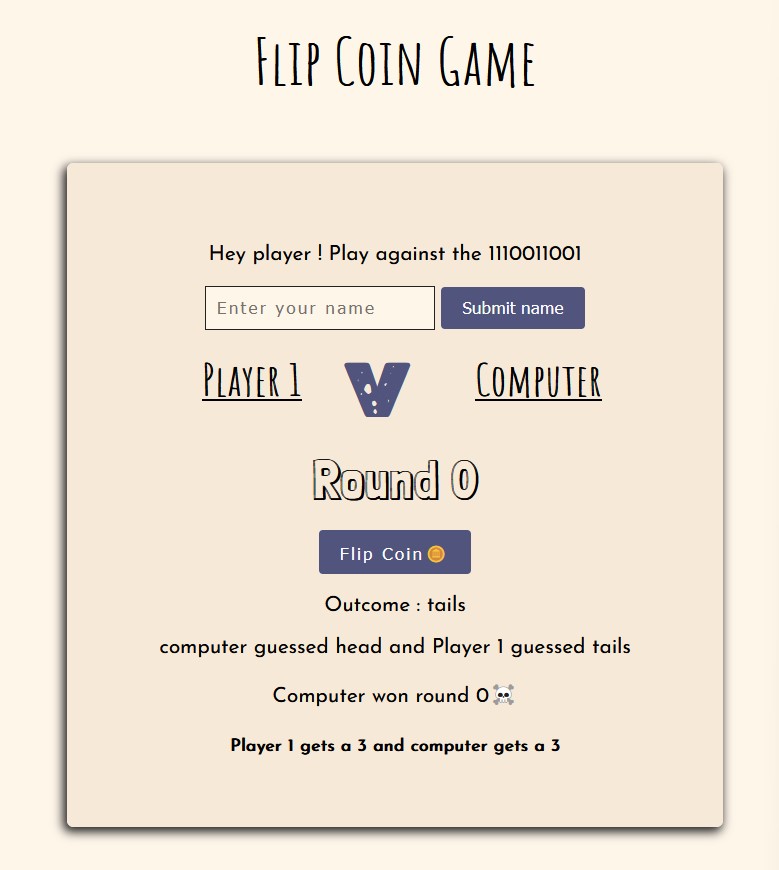 Flip Coin Game
Hey player ! Play against the 1110011001
Enter your name Submit name
Player 1 V Computer
Round 0
Flip Coin🪙
Outcome : tails
computer guessed head and Player 1 guessed tails
Computer won round 0☠️
Player 1 gets a 3 and computer gets a 3